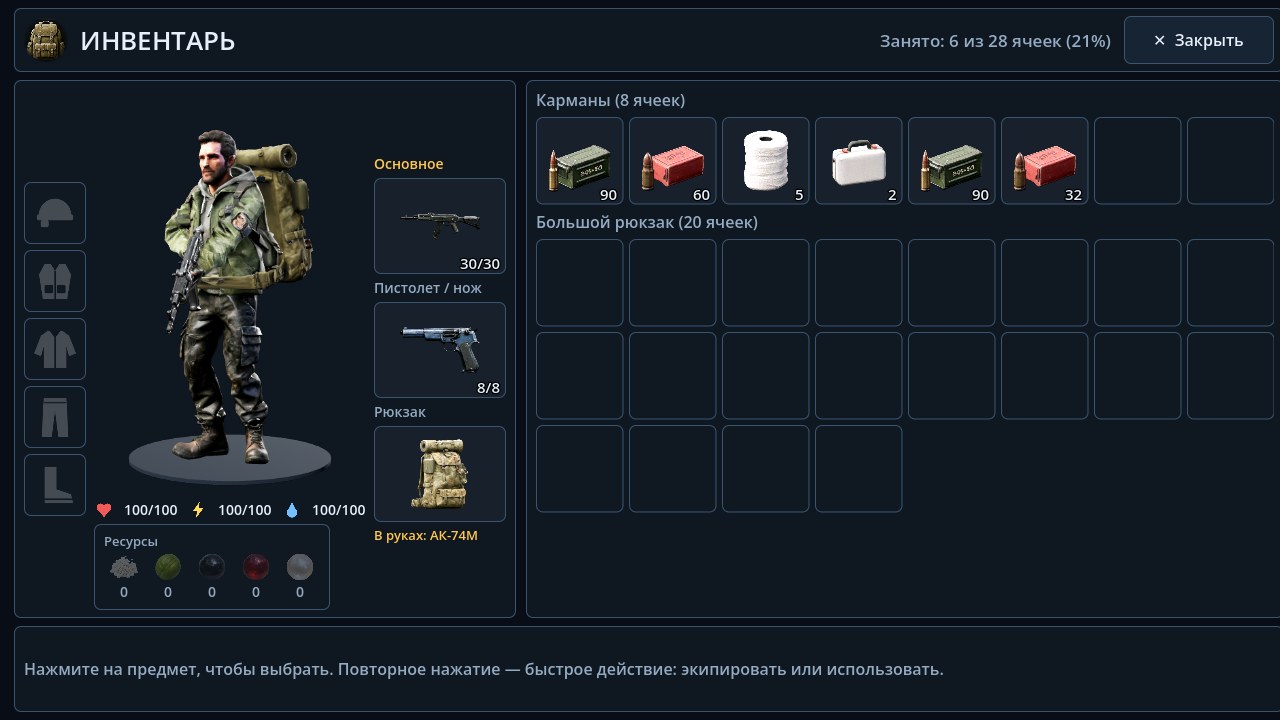 ИНВЕНТАРЬ
Занято: 6 из 28 ячеек (21%)
✕ Закрыть
Основное
30/30
Пистолет / нож
8/8
Рюкзак
В руках: АК-74М
100/100
100/100
100/100
Ресурсы
0
0
0
0
0
Карманы (8 ячеек)
90
60
5
2
90
32
Большой рюкзак (20 ячеек)
Нажмите на предмет, чтобы выбрать. Повторное нажатие — быстрое действие: экипировать или использовать.